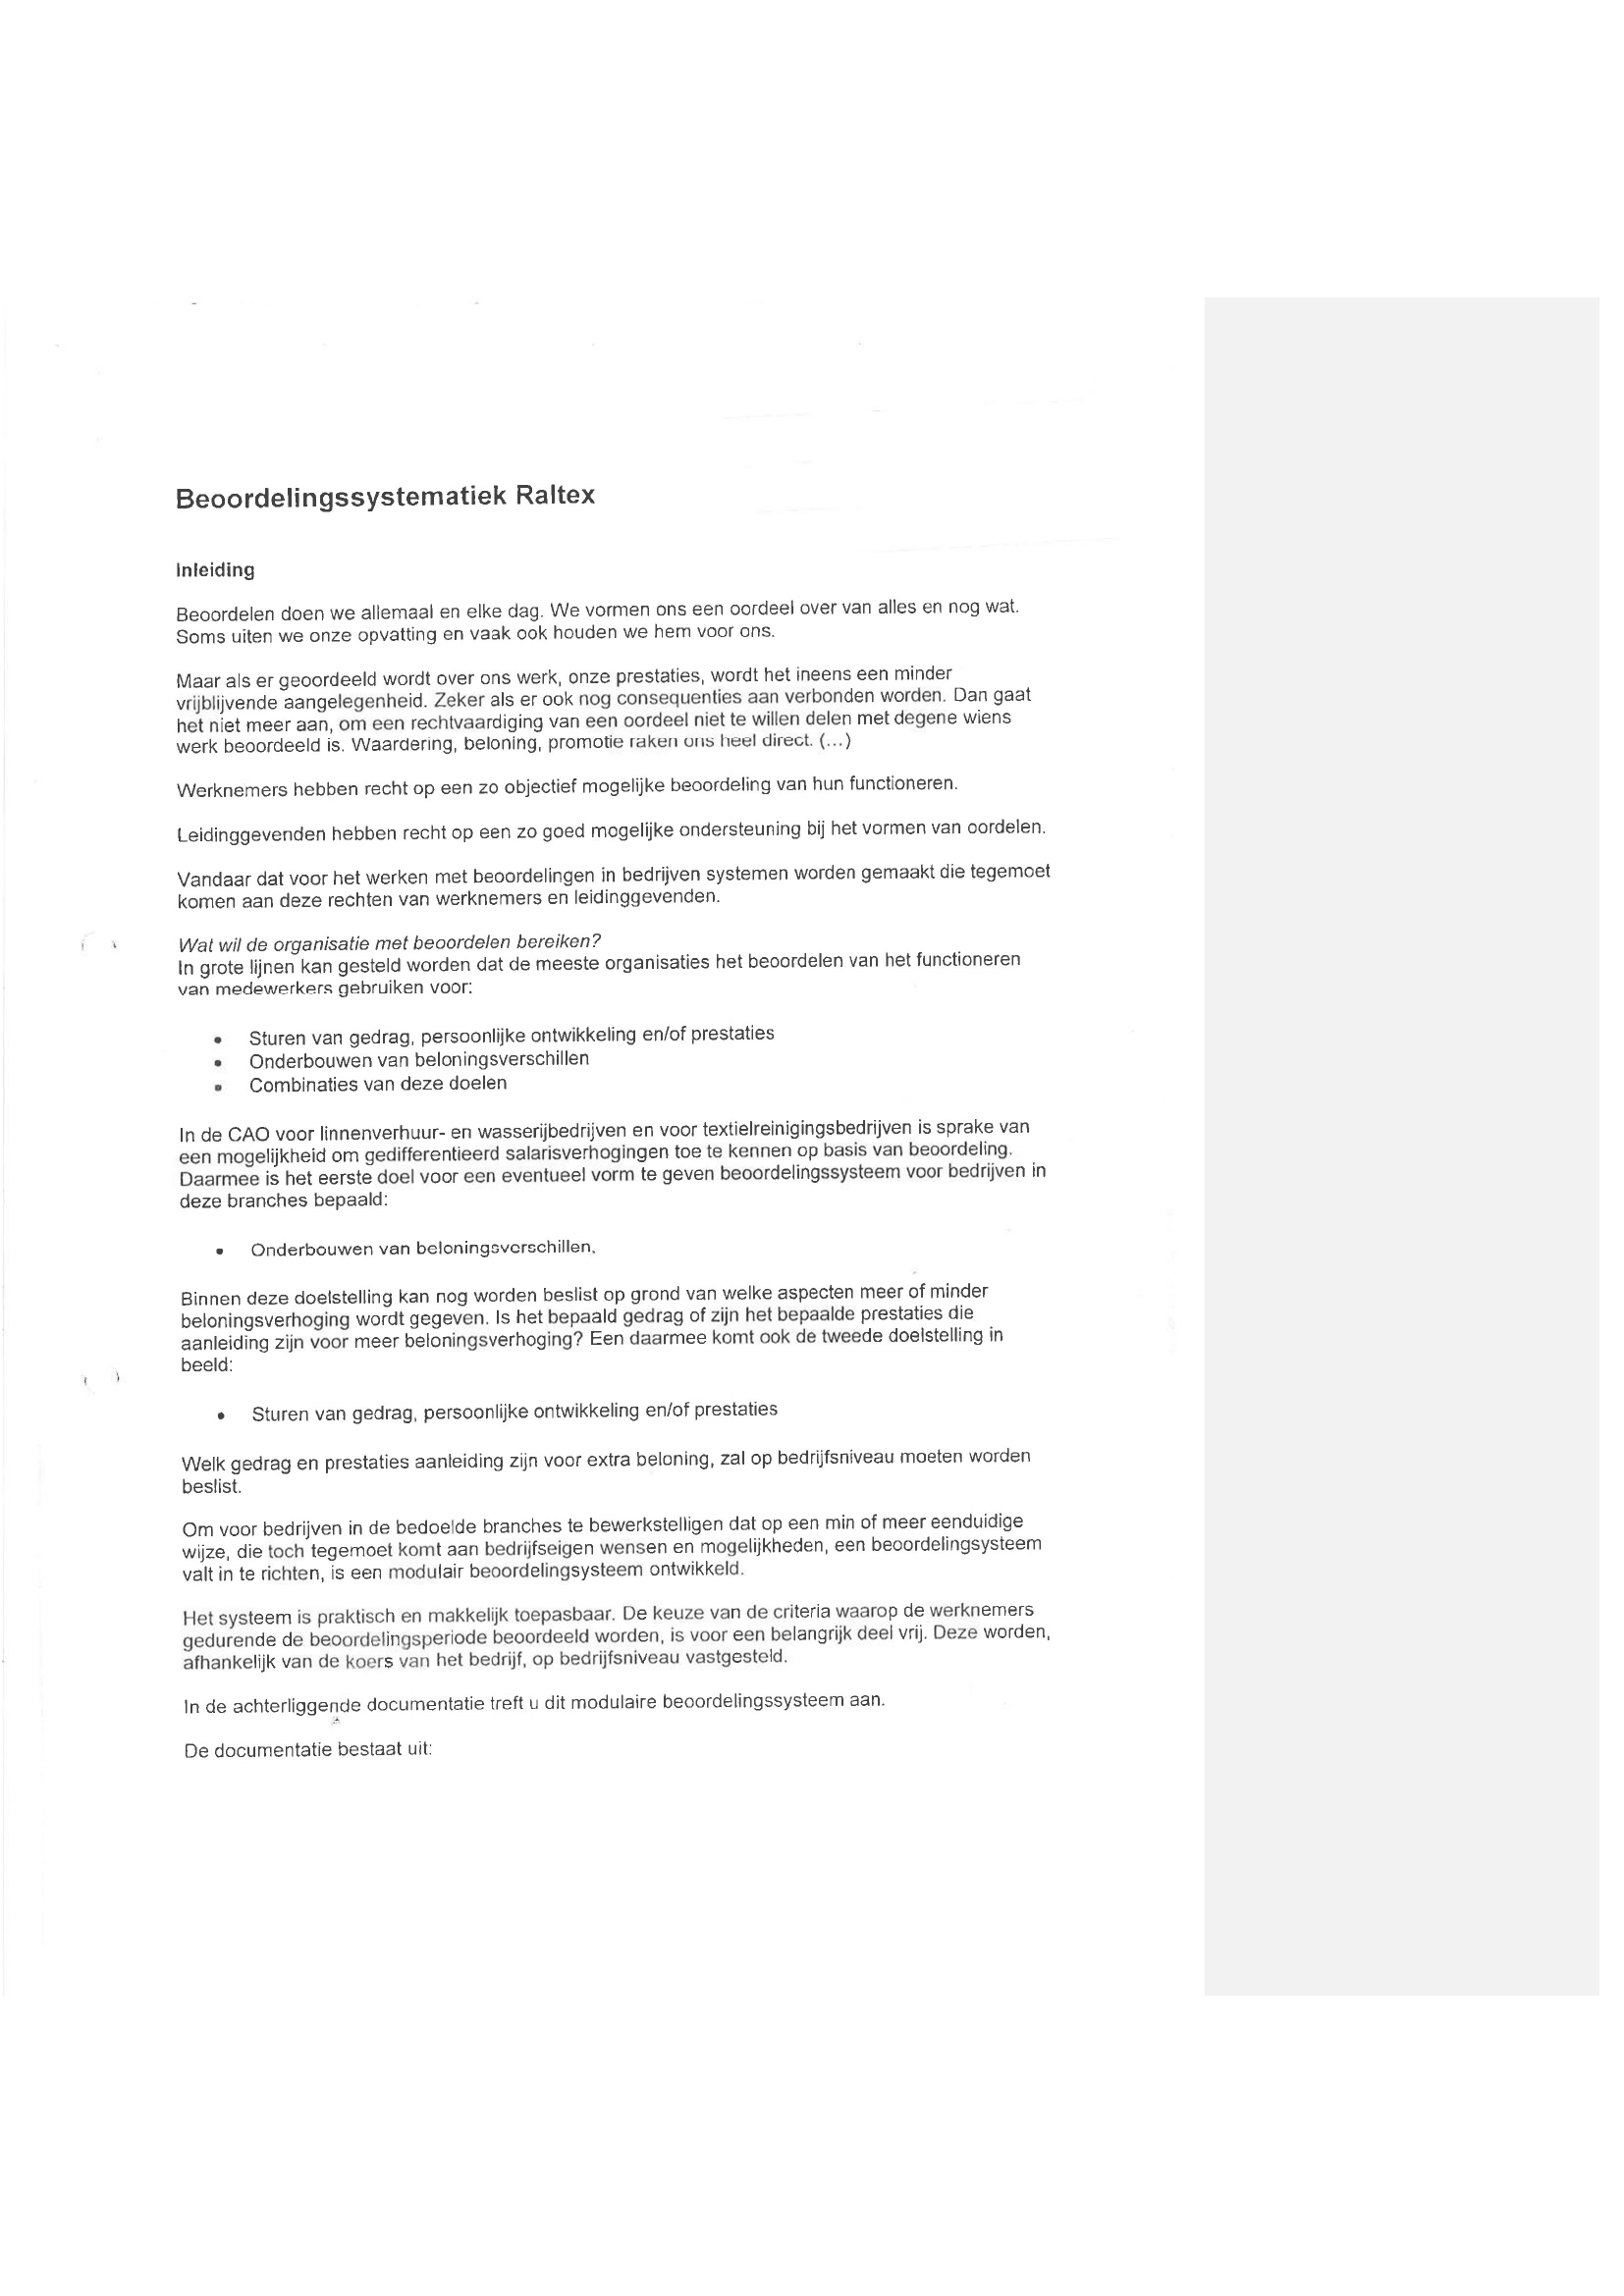 Beoordelingssystematiek Raltex
Inleiding
Beoordelen doen we allemaal en elke dag. We vormen ons een oordeel over van alles en nog wat.
Soms uiten we onze opvatting en vaak ook houden we hem voor ons.
Maar als er geoordeeld wordt over ons werk, onze prestaties, wordt het ineens een minder
vrijblijvende aangelegenheid. Zeker als er ook nog consequenties aan verbonden worden. Dan gaat
het niet meer aan, om een rechtvaardiging van een oordeel niet te willen delen met degene wiens
werk beoordeeld is. Waardering, beloning, promotie raken ons heel direct. (...)
Werknemers hebben recht op een zo objectief mogelijke beoordeling van hun functioneren.
Leidinggevenden hebben recht op een zo goed mogelijke ondersteuning bij het vormen van oordelen.
Vandaar dat voor het werken met beoordelingen in bedrijven systemen worden gemaakt die tegemoet
komen aan deze rechten van werknemers en leidinggevenden.
Wat wil de organisatie met beoordelen bereiken?
In grote lijnen kan gesteld worden dat de meeste organisaties het beoordelen van het functioneren
van medewerkers gebruiken voor:
• Sturen van gedrag, persoonlijke ontwikkeling en/of prestaties
• Onderbouwen van beloningsverschillen
• Combinaties van deze doelen
In de CAO voor linnenverhuur- en wasserijbedrijven en voor textielreinigingsbedrijven is sprake van
een mogelijkheid om gedifferentieerd salarisverhogingen toe te kennen op basis van beoordeling.
Daarmee is het eerste doel voor een eventueel vorm te geven beoordelingssysteem voor bedrijven in
deze branches bepaald:
• Onderbouwen van beloningsverschillen.
Binnen deze doelstelling kan nog worden beslist op grond van welke aspecten meer of minder
beloningsverhoging wordt gegeven. Is het bepaald gedrag of zijn het bepaalde prestaties die
aanleiding zijn voor meer beloningsverhoging? Een daarmee komt ook de tweede doelstelling in
beeld:
• Sturen van gedrag, persoonlijke ontwikkeling en/of prestaties
Welk gedrag en prestaties aanleiding zijn voor extra beloning, zal op bedrijfsniveau moeten worden
beslist.
Om voor bedrijven in de bedoelde branches te bewerkstelligen dat op een min of meer eenduidige
wijze, die toch tegemoet komt aan bedrijfseigen wensen en mogelijkheden, een beoordelingsysteem
valt in te richten, is een modulair beoordelingsysteem ontwikkeld.
Het systeem is praktisch en makkelijk toepasbaar. De keuze van de criteria waarop de werknemers
gedurende de beoordelingsperiode beoordeeld worden, is voor een belangrijk deel vrij. Deze worden,
afhankelijk van de koers van het bedrijf, op bedrijfsniveau vastgesteld.
In de achterliggende documentatie treft u dit modulaire beoordelingssysteem aan.
De documentatie bestaat uit: